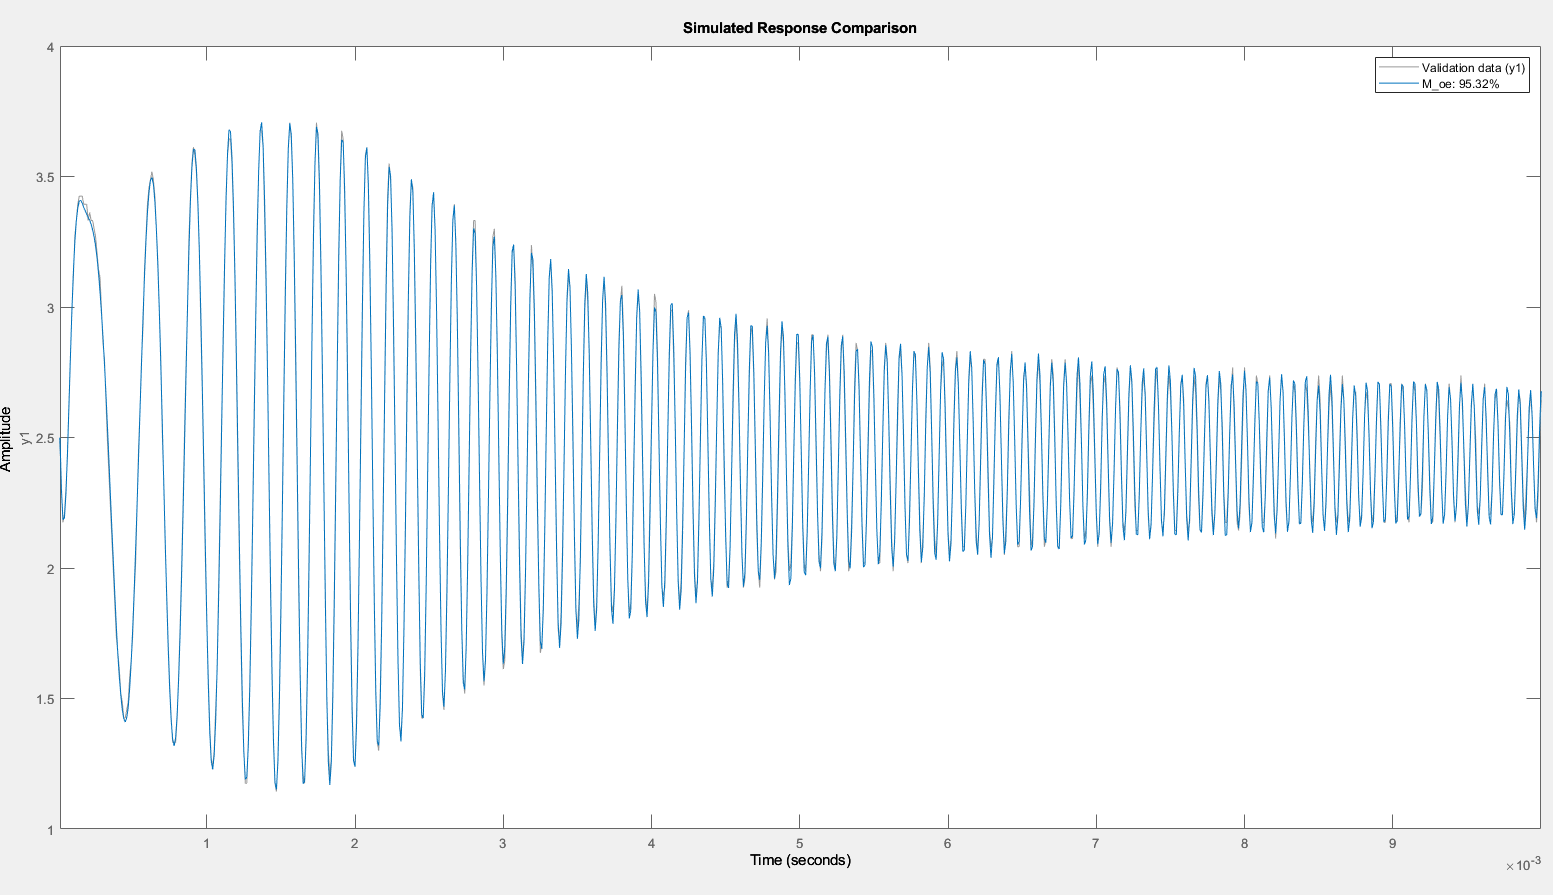 Simulated Response Comparison
Validation data (y1)
M_oe: 95.32%
4
3.5
3
2.5
2
1.5
1
Amplitude
y1
1 2 3 4 5 6 7 8 9
Time (seconds)
×10-3